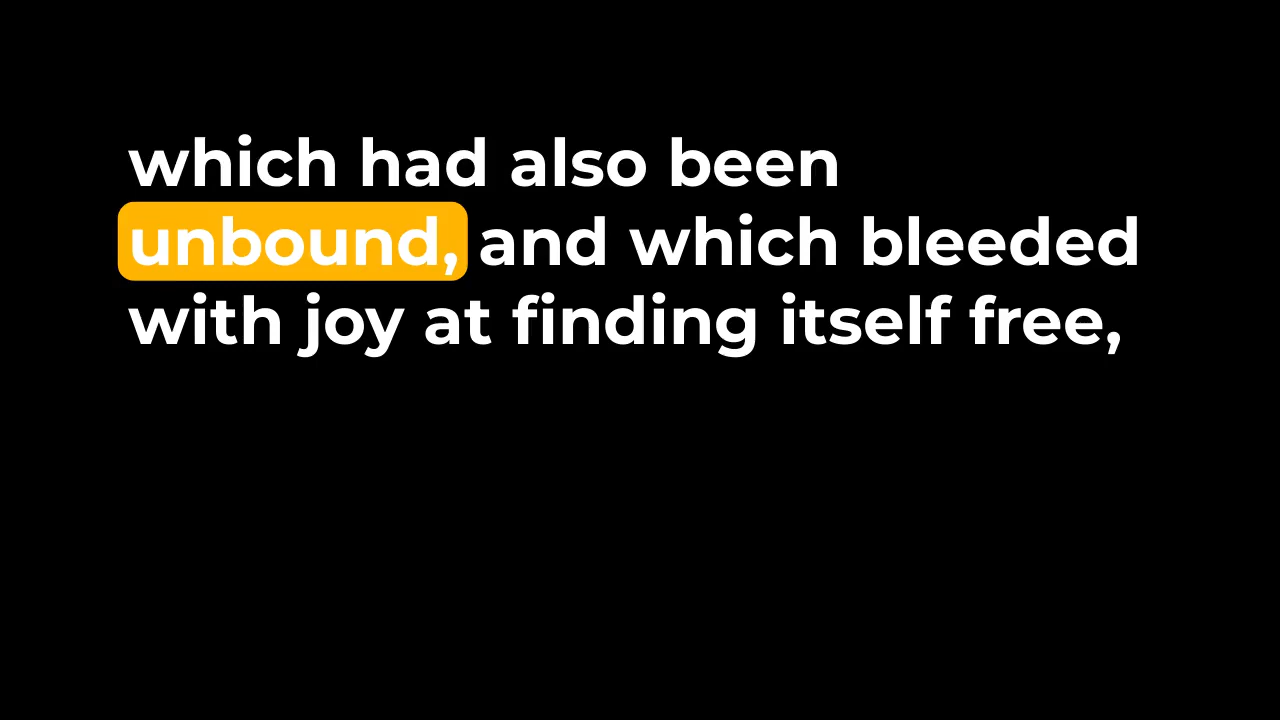 which had also been
unbound, and which bleeded
with joy at finding itself free,